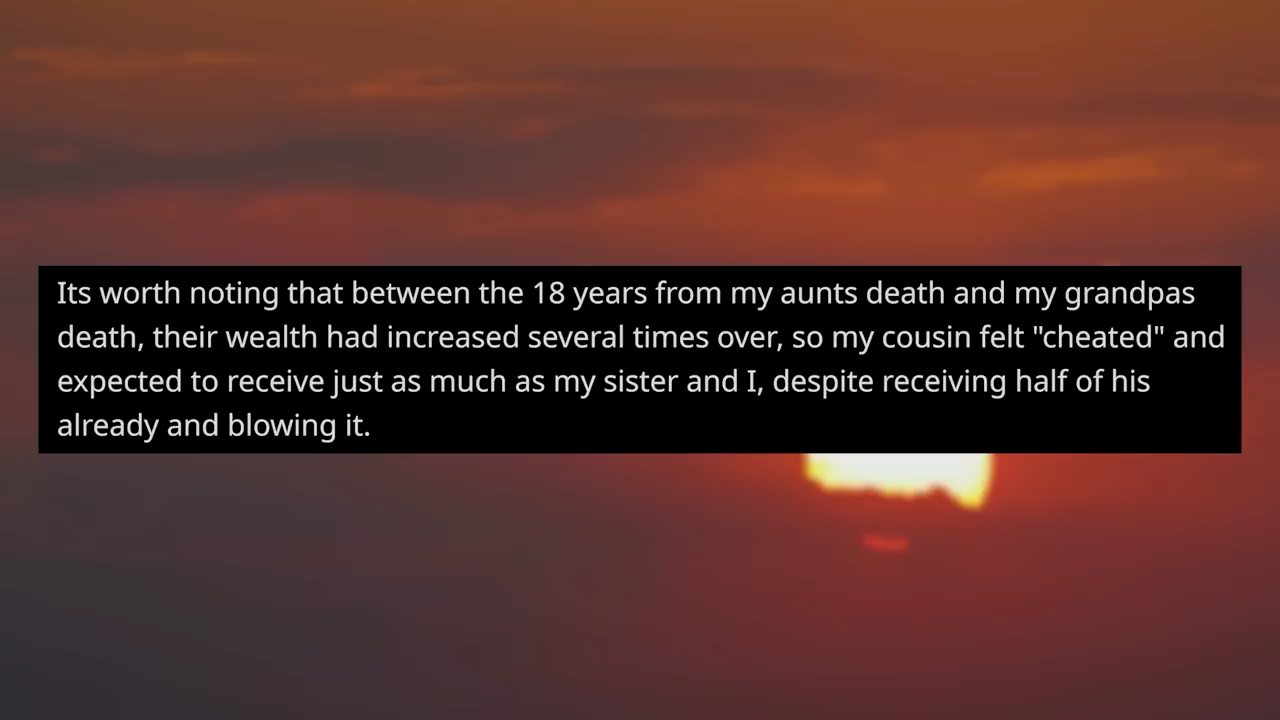 Its worth noting that between the 18 years from my aunts death and my grandpas
death, their wealth had increased several times over, so my cousin felt "cheated" and
expected to receive just as much as my sister and I, despite receiving half of his
already and blowing it.